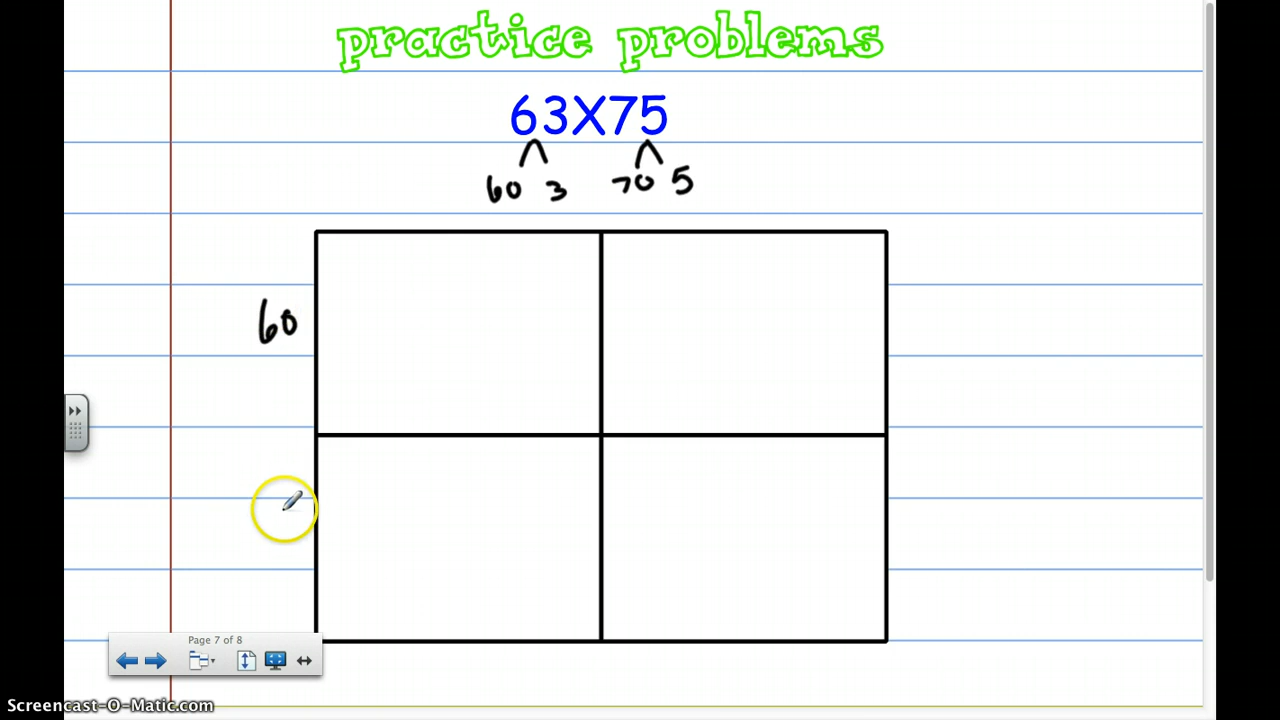 practice problems
63X75
60 3 70 5
60
Page 7 of 8
Screencast-O-Matic.com